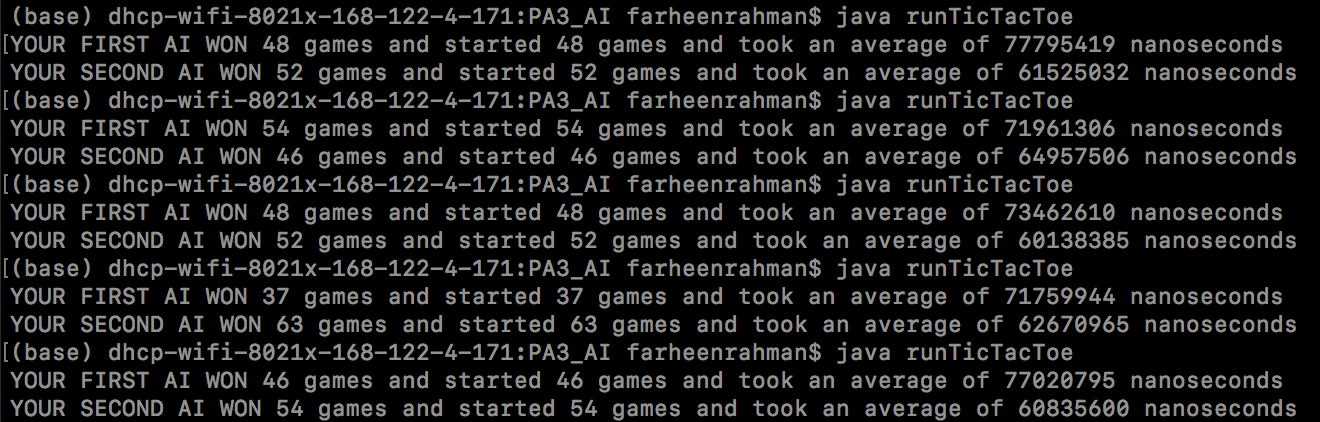 (base) dhcp-wifi-8021x-168-122-4-171:PA3_AI farheenrahman$ java runTicTacToe
[YOUR FIRST AI WON 48 games and started 48 games and took an average of 77795419 nanoseconds
YOUR SECOND AI WON 52 games and started 52 games and took an average of 61525032 nanoseconds
[(base) dhcp-wifi-8021x-168-122-4-171:PA3_AI farheenrahman$ java runTicTacToe
YOUR FIRST AI WON 54 games and started 54 games and took an average of 71961306 nanoseconds
YOUR SECOND AI WON 46 games and started 46 games and took an average of 64957506 nanoseconds
[(base) dhcp-wifi-8021x-168-122-4-171:PA3_AI farheenrahman$ java runTicTacToe
YOUR FIRST AI WON 48 games and started 48 games and took an average of 73462610 nanoseconds
YOUR SECOND AI WON 52 games and started 52 games and took an average of 60138385 nanoseconds
[(base) dhcp-wifi-8021x-168-122-4-171:PA3_AI farheenrahman$ java runTicTacToe
YOUR FIRST AI WON 37 games and started 37 games and took an average of 71759944 nanoseconds
YOUR SECOND AI WON 63 games and started 63 games and took an average of 62670965 nanoseconds
[(base) dhcp-wifi-8021x-168-122-4-171:PA3_AI farheenrahman$ java runTicTacToe
YOUR FIRST AI WON 46 games and started 46 games and took an average of 77020795 nanoseconds
YOUR SECOND AI WON 54 games and started 54 games and took an average of 60835600 nanoseconds